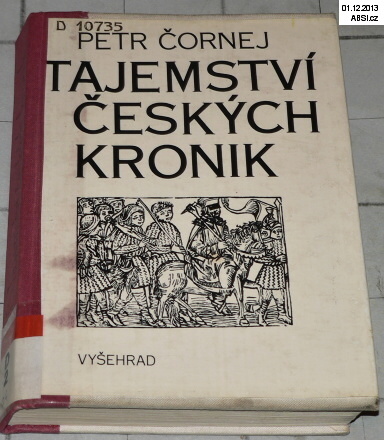 01.12.2013
ABSI.cz
D 10735
PETR ČORNEJ
TAJEMSTVÍ
ČESKÝCH
KRONIK
VYŠEHRAD